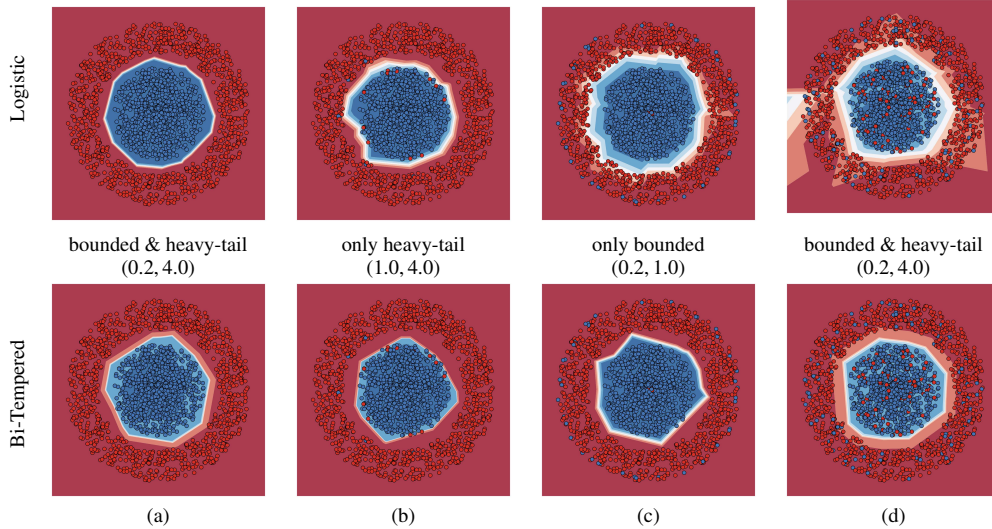 Logistic
bounded & heavy-tail
(0.2, 4.0)
only heavy-tail
(1.0, 4.0)
only bounded
(0.2, 1.0)
bounded & heavy-tail
(0.2, 4.0)
Bi-Tempered
(a)
(b)
(c)
(d)